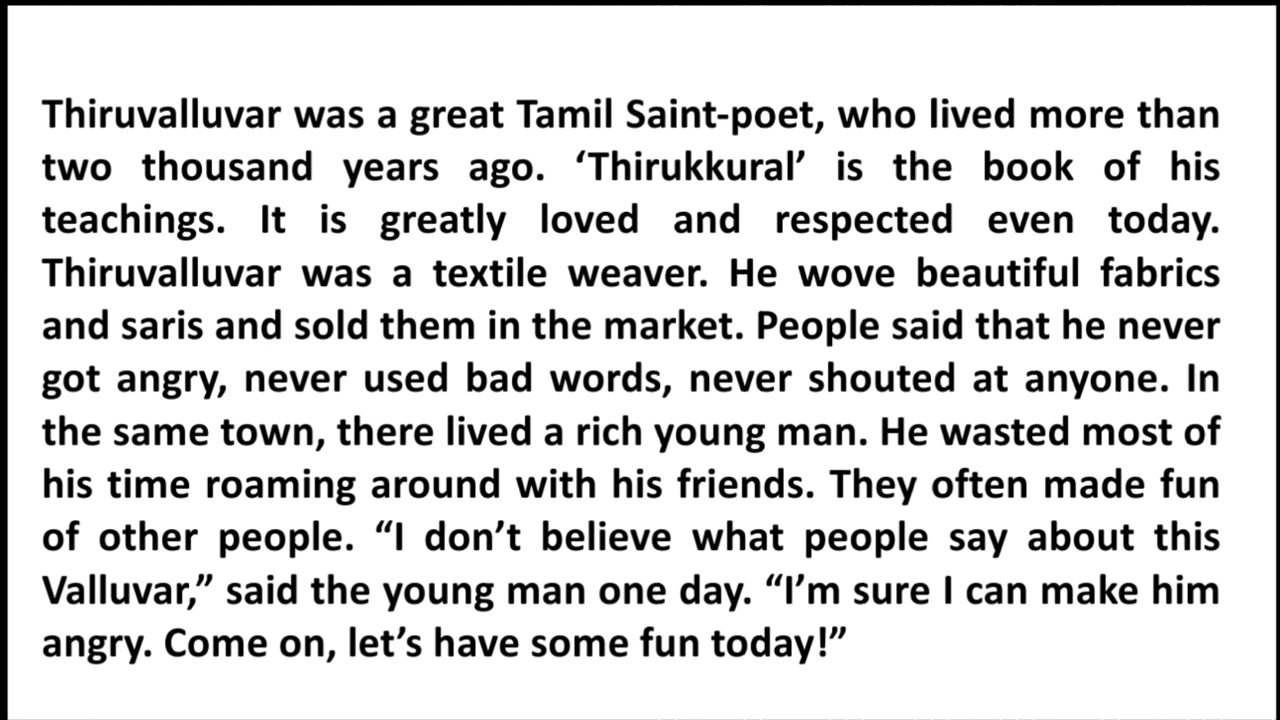 Thiruvalluvar was a great Tamil Saint-poet, who lived more than
two thousand years ago. ‘Thirukkural’ is the book of his
teachings. It is greatly loved and respected even today.
Thiruvalluvar was a textile weaver. He wove beautiful fabrics
and saris and sold them in the market. People said that he never
got angry, never used bad words, never shouted at anyone. In
the same town, there lived a rich young man. He wasted most of
his time roaming around with his friends. They often made fun
of other people. “I don’t believe what people say about this
Valluvar,” said the young man one day. “I’m sure I can make him
angry. Come on, let’s have some fun today!”